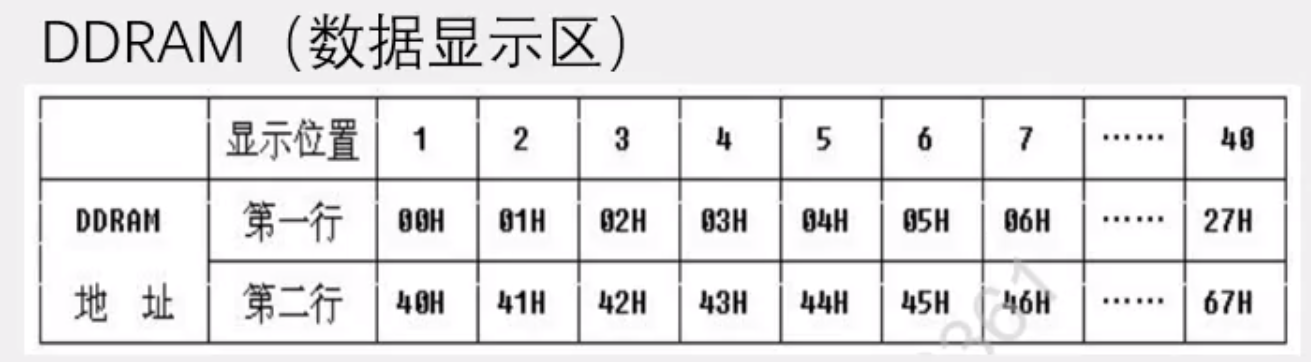 DDRAM（数据显示区）
显示位置 1 2 3 4 5 6 7 …… 40
DDRAM 第一行 00H 01H 02H 03H 04H 05H 06H …… 27H
地 址 第二行 40H 41H 42H 43H 44H 45H 46H …… 67H